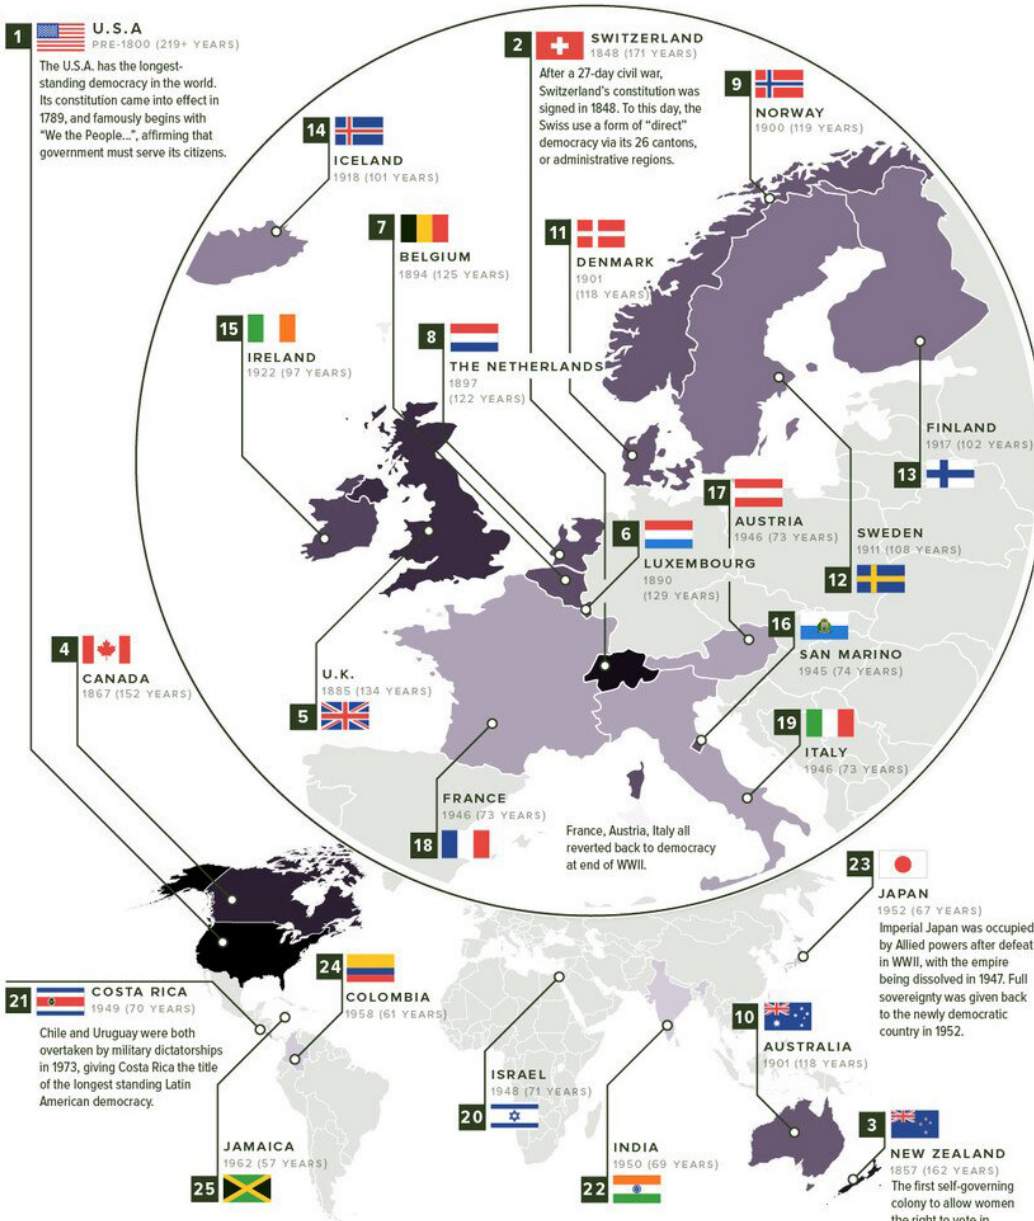 1
U.S.A
PRE-1800 (219+ YEARS)
The U.S.A. has the longest-
standing democracy in the world.
Its constitution came into effect in
1789, and famously begins with
“We the People...”, affirming that
government must serve its citizens.
2
SWITZERLAND
1848 (171 YEARS)
After a 27-day civil war,
Switzerland’s constitution was
signed in 1848. To this day, the
Swiss use a form of “direct”
democracy via its 26 cantons,
or administrative regions.
9
NORWAY
1900 (119 YEARS)
14
ICELAND
1918 (101 YEARS)
7
BELGIUM
1894 (125 YEARS)
11
DENMARK
1901
(118 YEARS)
15
IRELAND
1922 (97 YEARS)
8
THE NETHERLANDS
1897
(122 YEARS)
FINLAND
1917 (102 YEARS)
13
17
AUSTRIA
1946 (73 YEARS)
6
LUXEMBOURG
1890
(129 YEARS)
SWEDEN
1911 (108 YEARS)
12
16
SAN MARINO
1945 (74 YEARS)
4
CANADA
1867 (152 YEARS)
U.K.
1885 (134 YEARS)
5
19
ITALY
1946 (73 YEARS)
FRANCE
1946 (73 YEARS)
18
France, Austria, Italy all
reverted back to democracy
at end of WWII.
23
JAPAN
1952 (67 YEARS)
Imperial Japan was occupied
by Allied powers after defeat
in WWII, with the empire
being dissolved in 1947. Full
sovereignty was given back
to the newly democratic
country in 1952.
21
COSTA RICA
1949 (70 YEARS)
Chile and Uruguay were both
overtaken by military dictatorships
in 1973, giving Costa Rica the title
of the longest standing Latin
American democracy.
24
COLOMBIA
1958 (61 YEARS)
10
AUSTRALIA
1901 (118 YEARS)
ISRAEL
1948 (71 YEARS)
20
JAMAICA
1962 (57 YEARS)
25
INDIA
1950 (69 YEARS)
22
3
NEW ZEALAND
1857 (162 YEARS)
The first self-governing
colony to allow women
the right to vote in